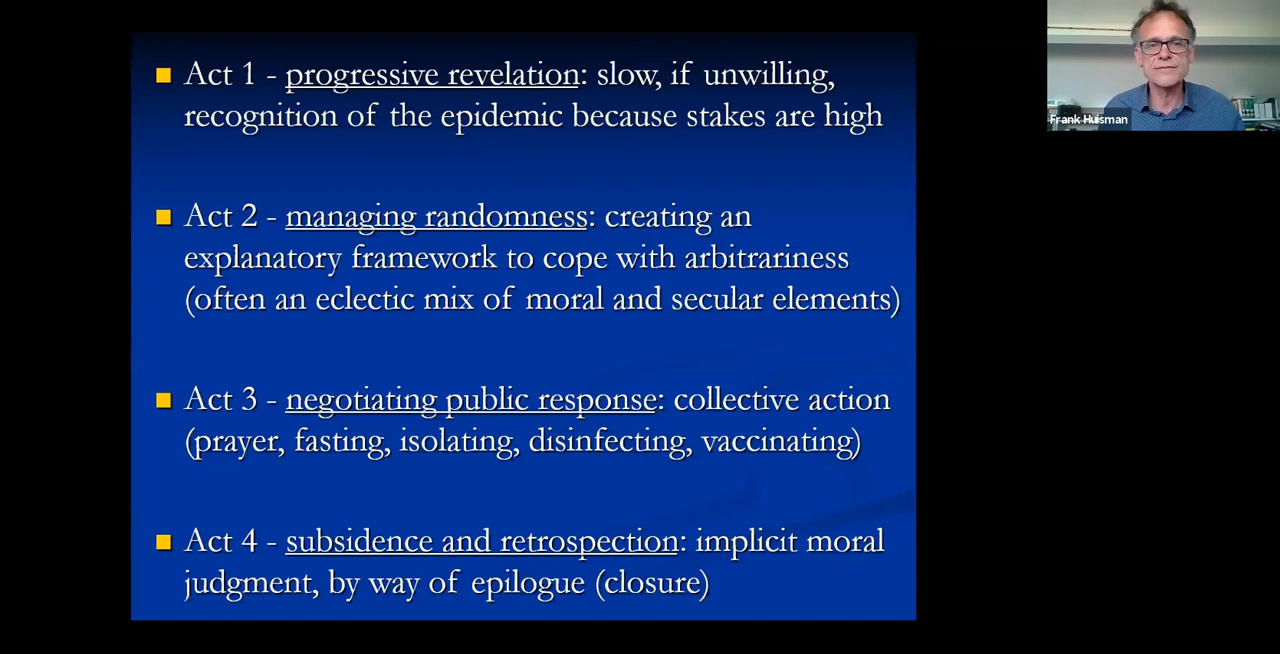 Act 1 - progressive revelation: slow, if unwilling,
recognition of the epidemic because stakes are high
Act 2 - managing randomness: creating an
explanatory framework to cope with arbitrariness
(often an eclectic mix of moral and secular elements)
Act 3 - negotiating public response: collective action
(prayer, fasting, isolating, disinfecting, vaccinating)
Act 4 - subsidence and retrospection: implicit moral
judgment, by way of epilogue (closure)
Frank Huisman